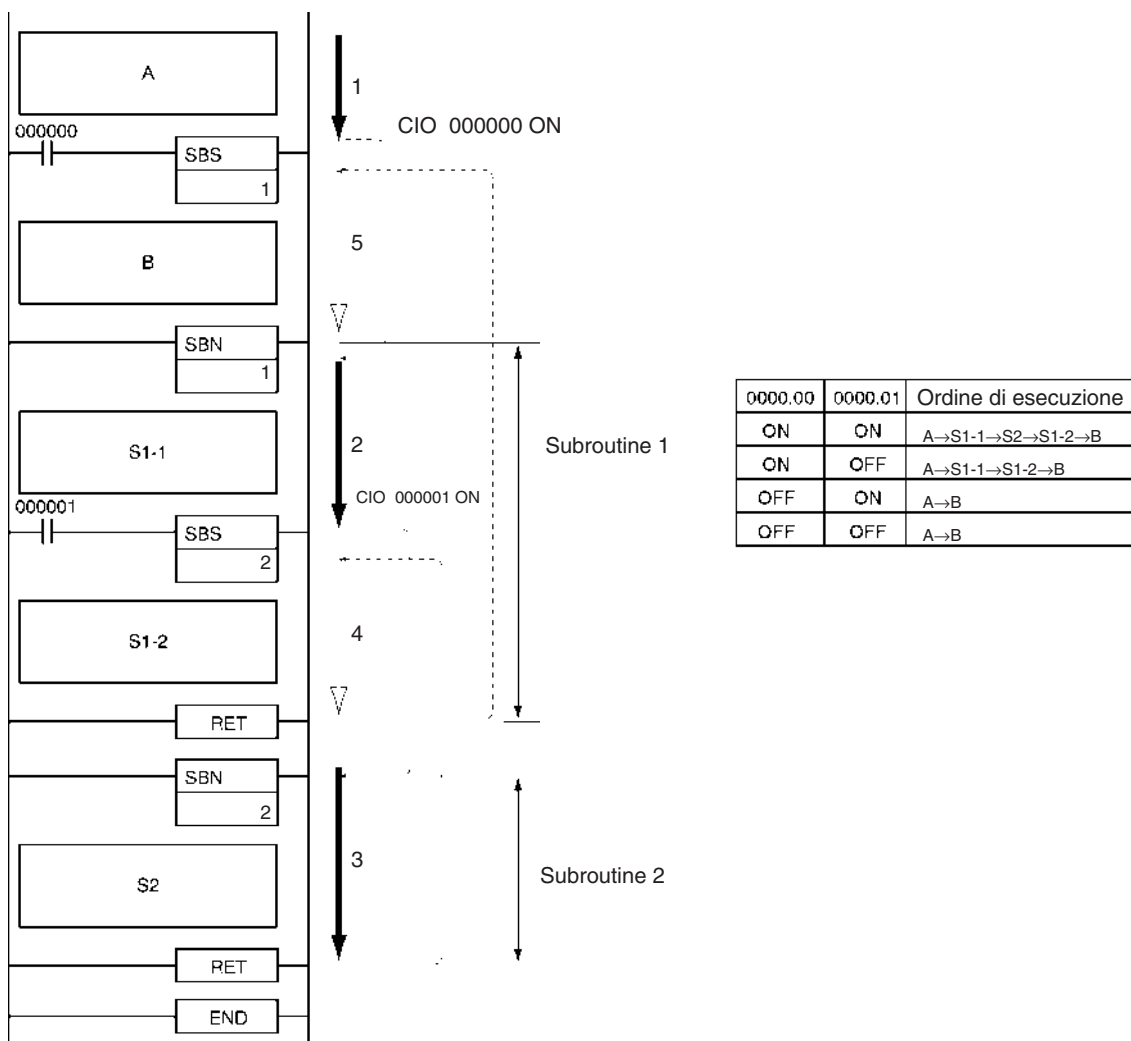 A
1
CIO 000000 ON
000000
SBS
1
5
B
SBN
1
2
Subroutine 1
S1-1
CIO 000001 ON
000001
SBS
2
4
S1-2
RET
SBN
2
3
S2
Subroutine 2
RET
END
0000.00 0000.01 Ordine di esecuzione
ON ON A→S1-1→S2→S1-2→B
ON OFF A→S1-1→S1-2→B
OFF ON A→B
OFF OFF A→B